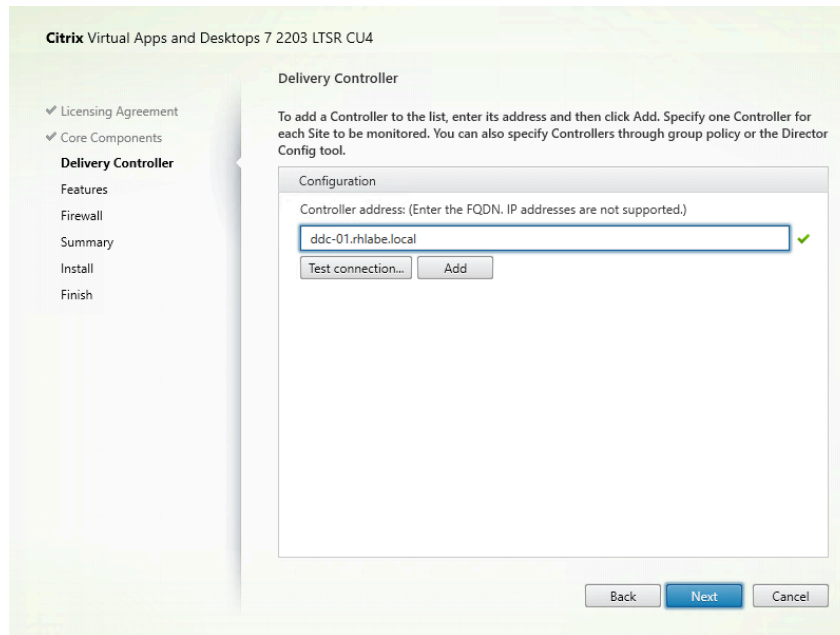 Citrix Virtual Apps and Desktops 7 2203 LTSR CU4
Licensing Agreement
Core Components
Delivery Controller
Features
Firewall
Summary
Install
Finish
Delivery Controller
To add a Controller to the list, enter its address and then click Add. Specify one Controller for
each Site to be monitored. You can also specify Controllers through group policy or the Director
Config tool.
Configuration
Controller address: (Enter the FQDN. IP addresses are not supported.)
ddc-01.rhlabe.local
Test connection... Add
Back Next Cancel